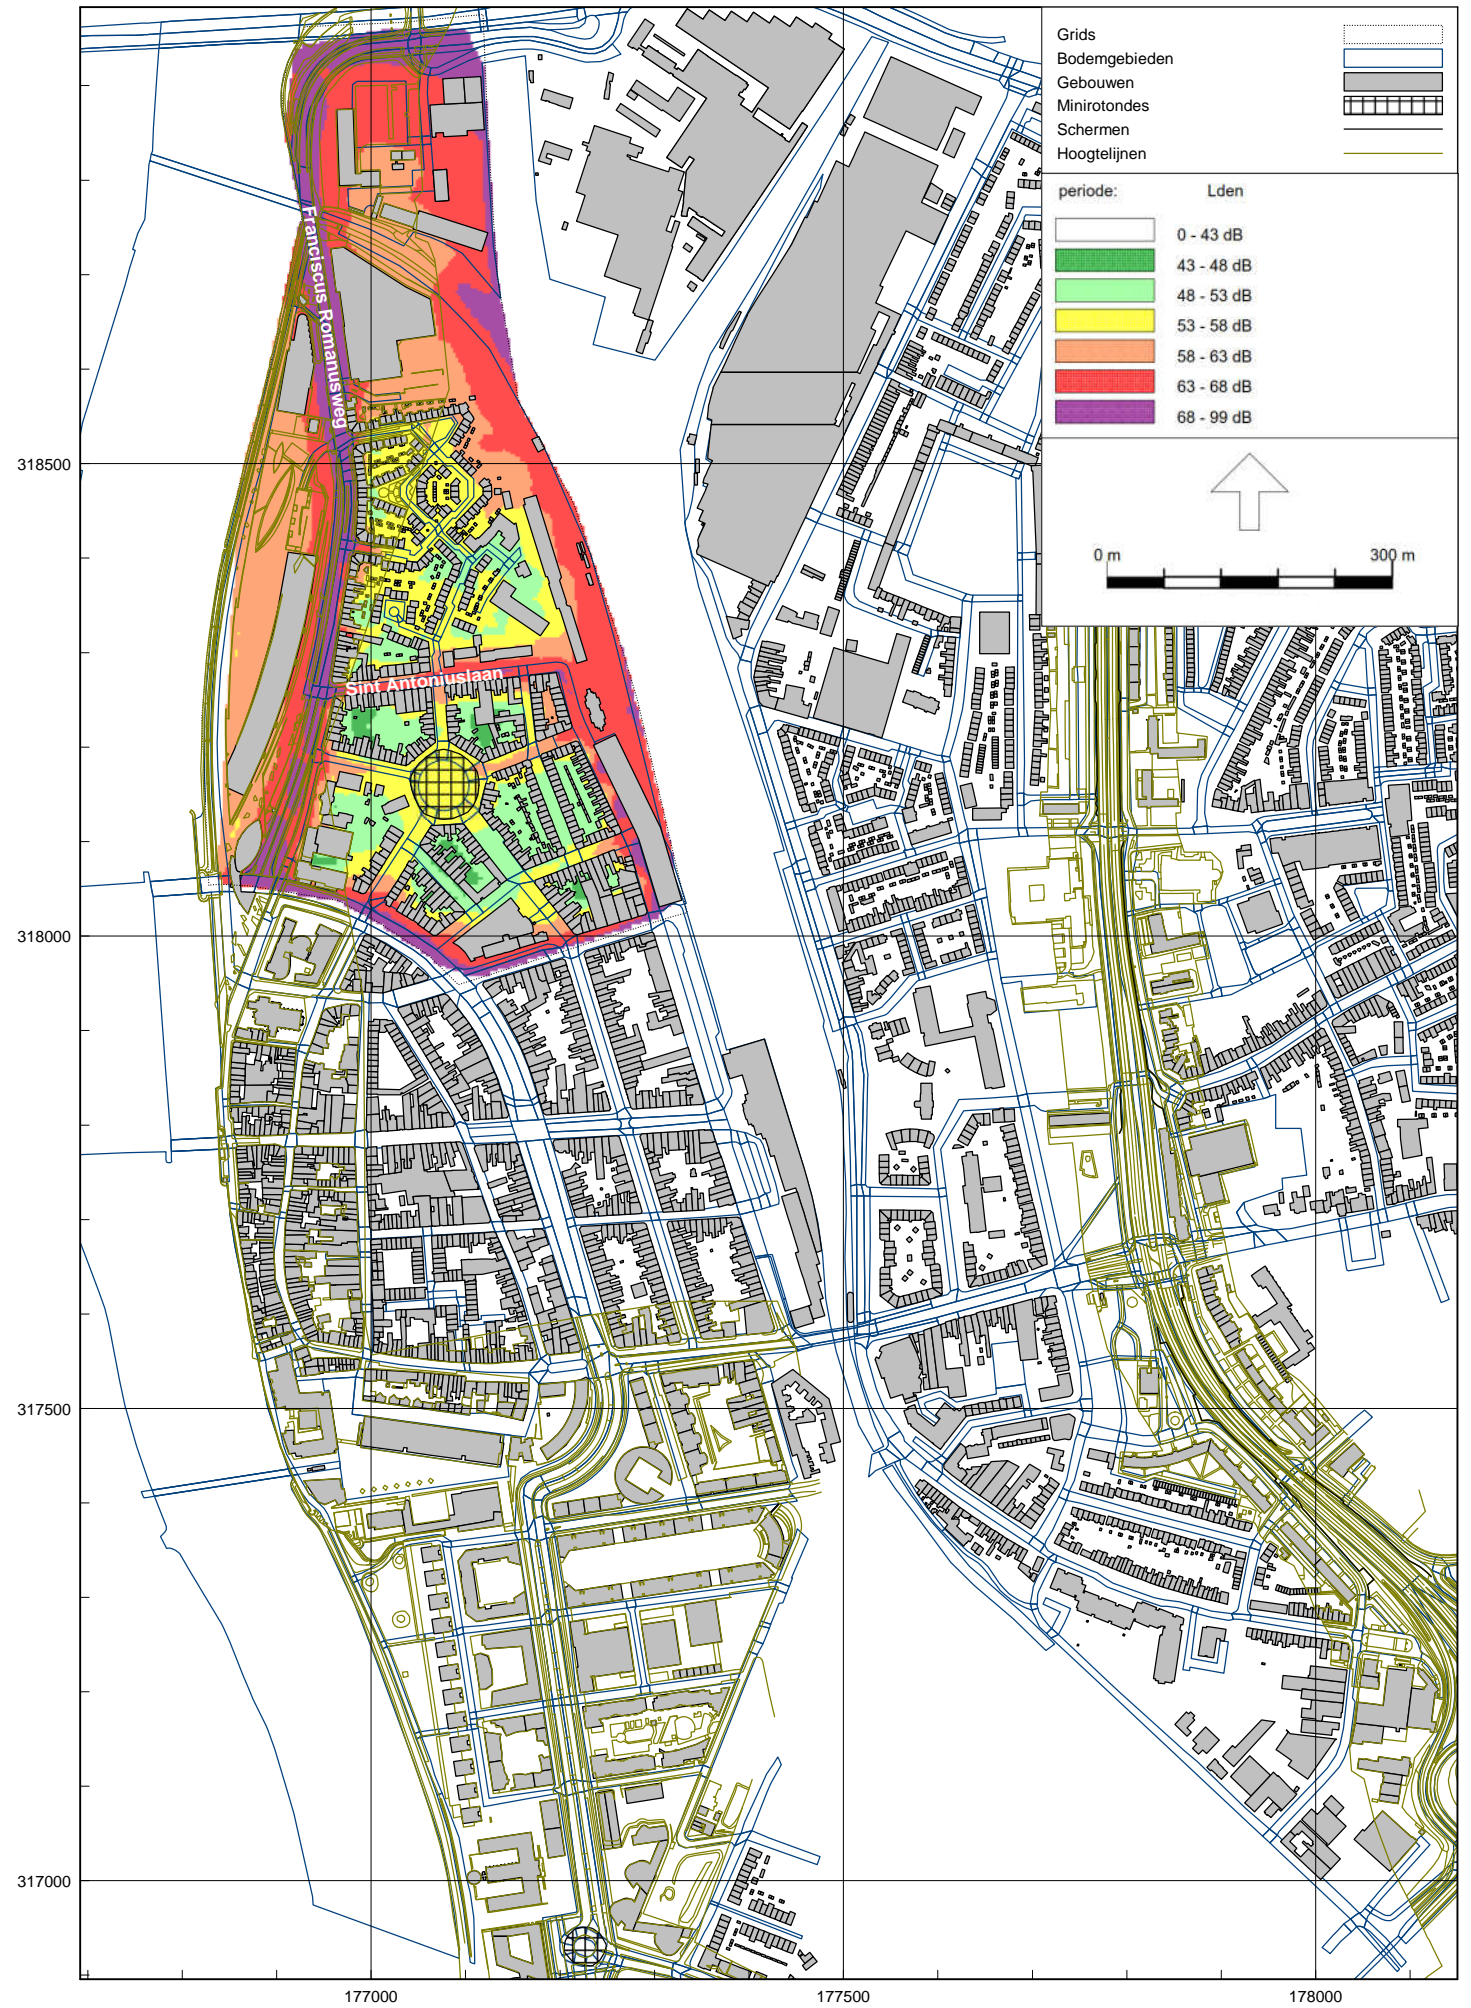 Grids
Bodemgebieden
Gebouwen
Minirotondes
Schermen
Hoogtelijnen
periode: Lden
0 - 43 dB
43 - 48 dB
48 - 53 dB
53 - 58 dB
58 - 63 dB
63 - 68 dB
68 - 99 dB
0 m 300 m
Franciscus Romanusweg
Sint Antoniuslaan
318500
318000
317500
317000
177000 177500 178000